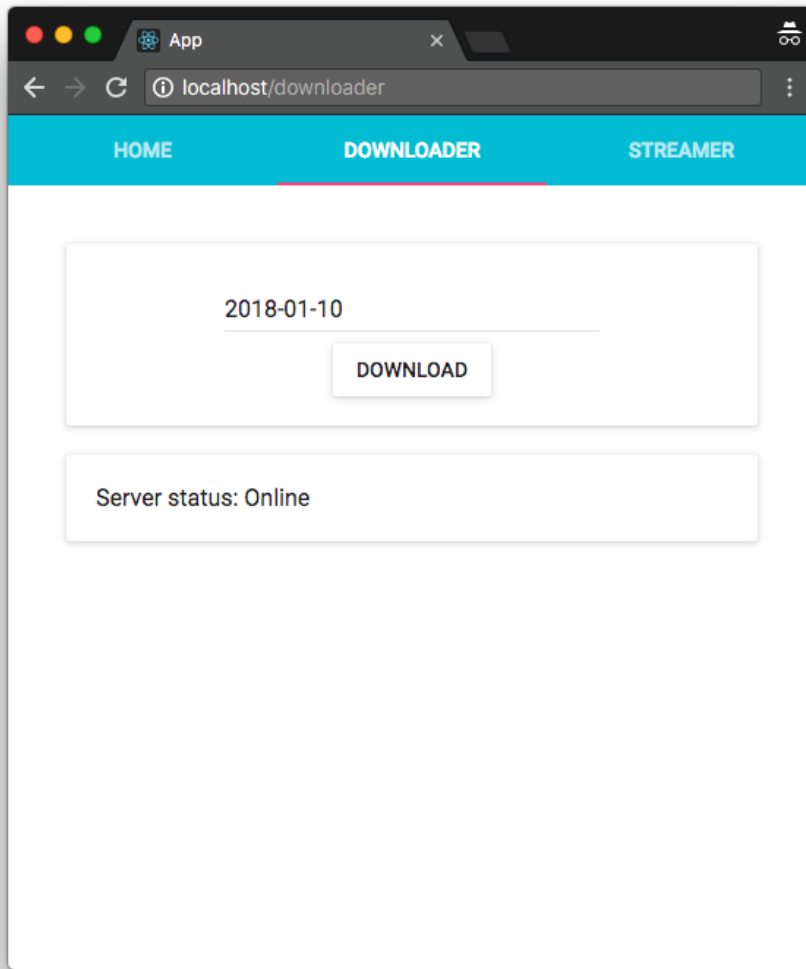 App
localhost/downloader
HOME DOWNLOADER STREAMER
2018-01-10
DOWNLOAD
Server status: Online